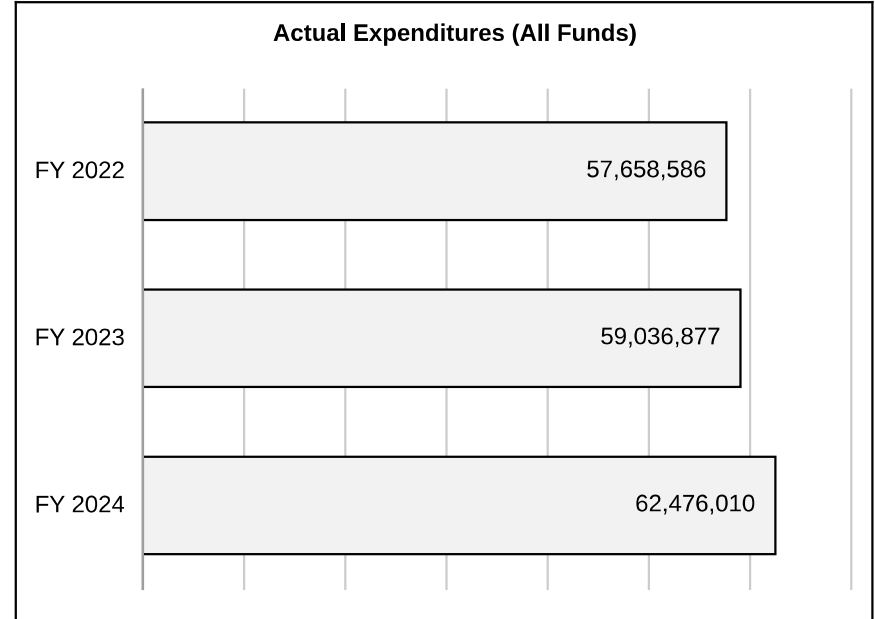 Actual Expenditures (All Funds)
FY 2022 57,658,586
FY 2023 59,036,877
FY 2024 62,476,010